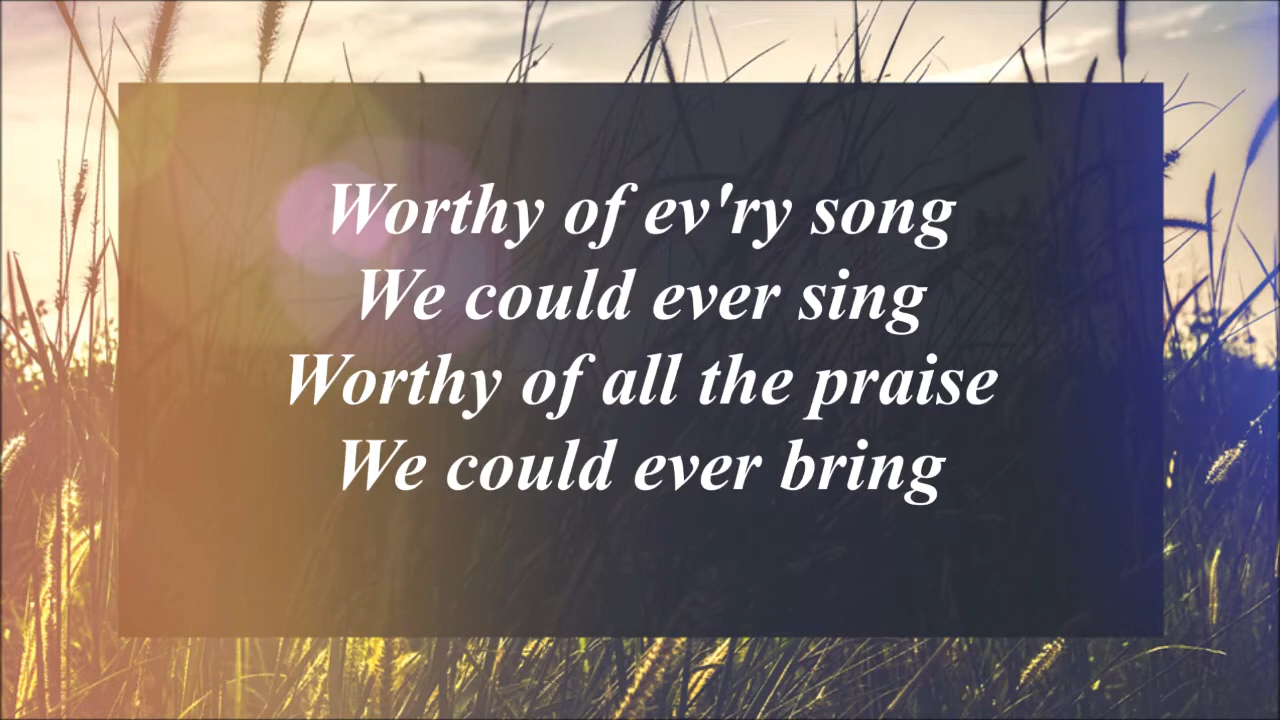 Worthy of ev'ry song
We could ever sing
Worthy of all the praise
We could ever bring